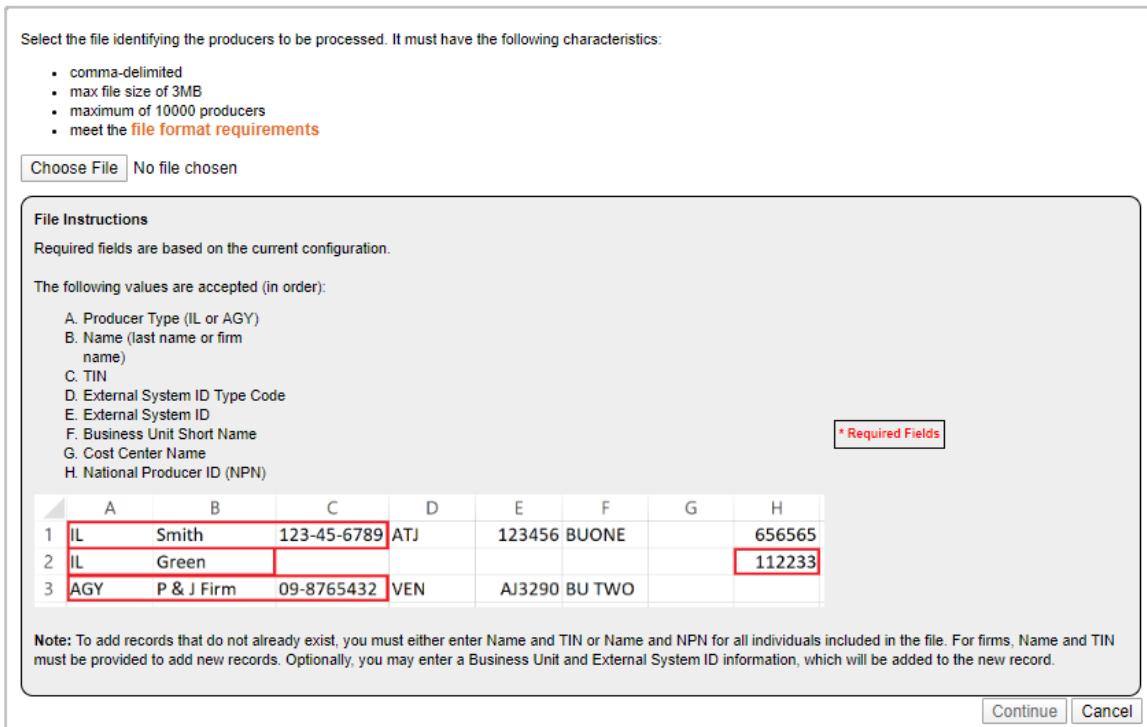 Select the file identifying the producers to be processed. It must have the following characteristics:
• comma-delimited
• max file size of 3MB
• maximum of 10000 producers
• meet the file format requirements
Choose File No file chosen
File Instructions
Required fields are based on the current configuration.
The following values are accepted (in order):
A. Producer Type (IL or AGY)
B. Name (last name or firm
name)
C. TIN
D. External System ID Type Code
E. External System ID
F. Business Unit Short Name
G. Cost Center Name
H. National Producer ID (NPN)
* Required Fields
A B C D E F G H
1 IL Smith 123-45-6789 ATJ 123456 BUONE 656565
2 IL Green 112233
3 AGY P & J Firm 09-8765432 VEN AJ3290 BU TWO
Note: To add records that do not already exist, you must either enter Name and TIN or Name and NPN for all individuals included in the file. For firms, Name and TIN
must be provided to add new records. Optionally, you may enter a Business Unit and External System ID information, which will be added to the new record.
Continue Cancel